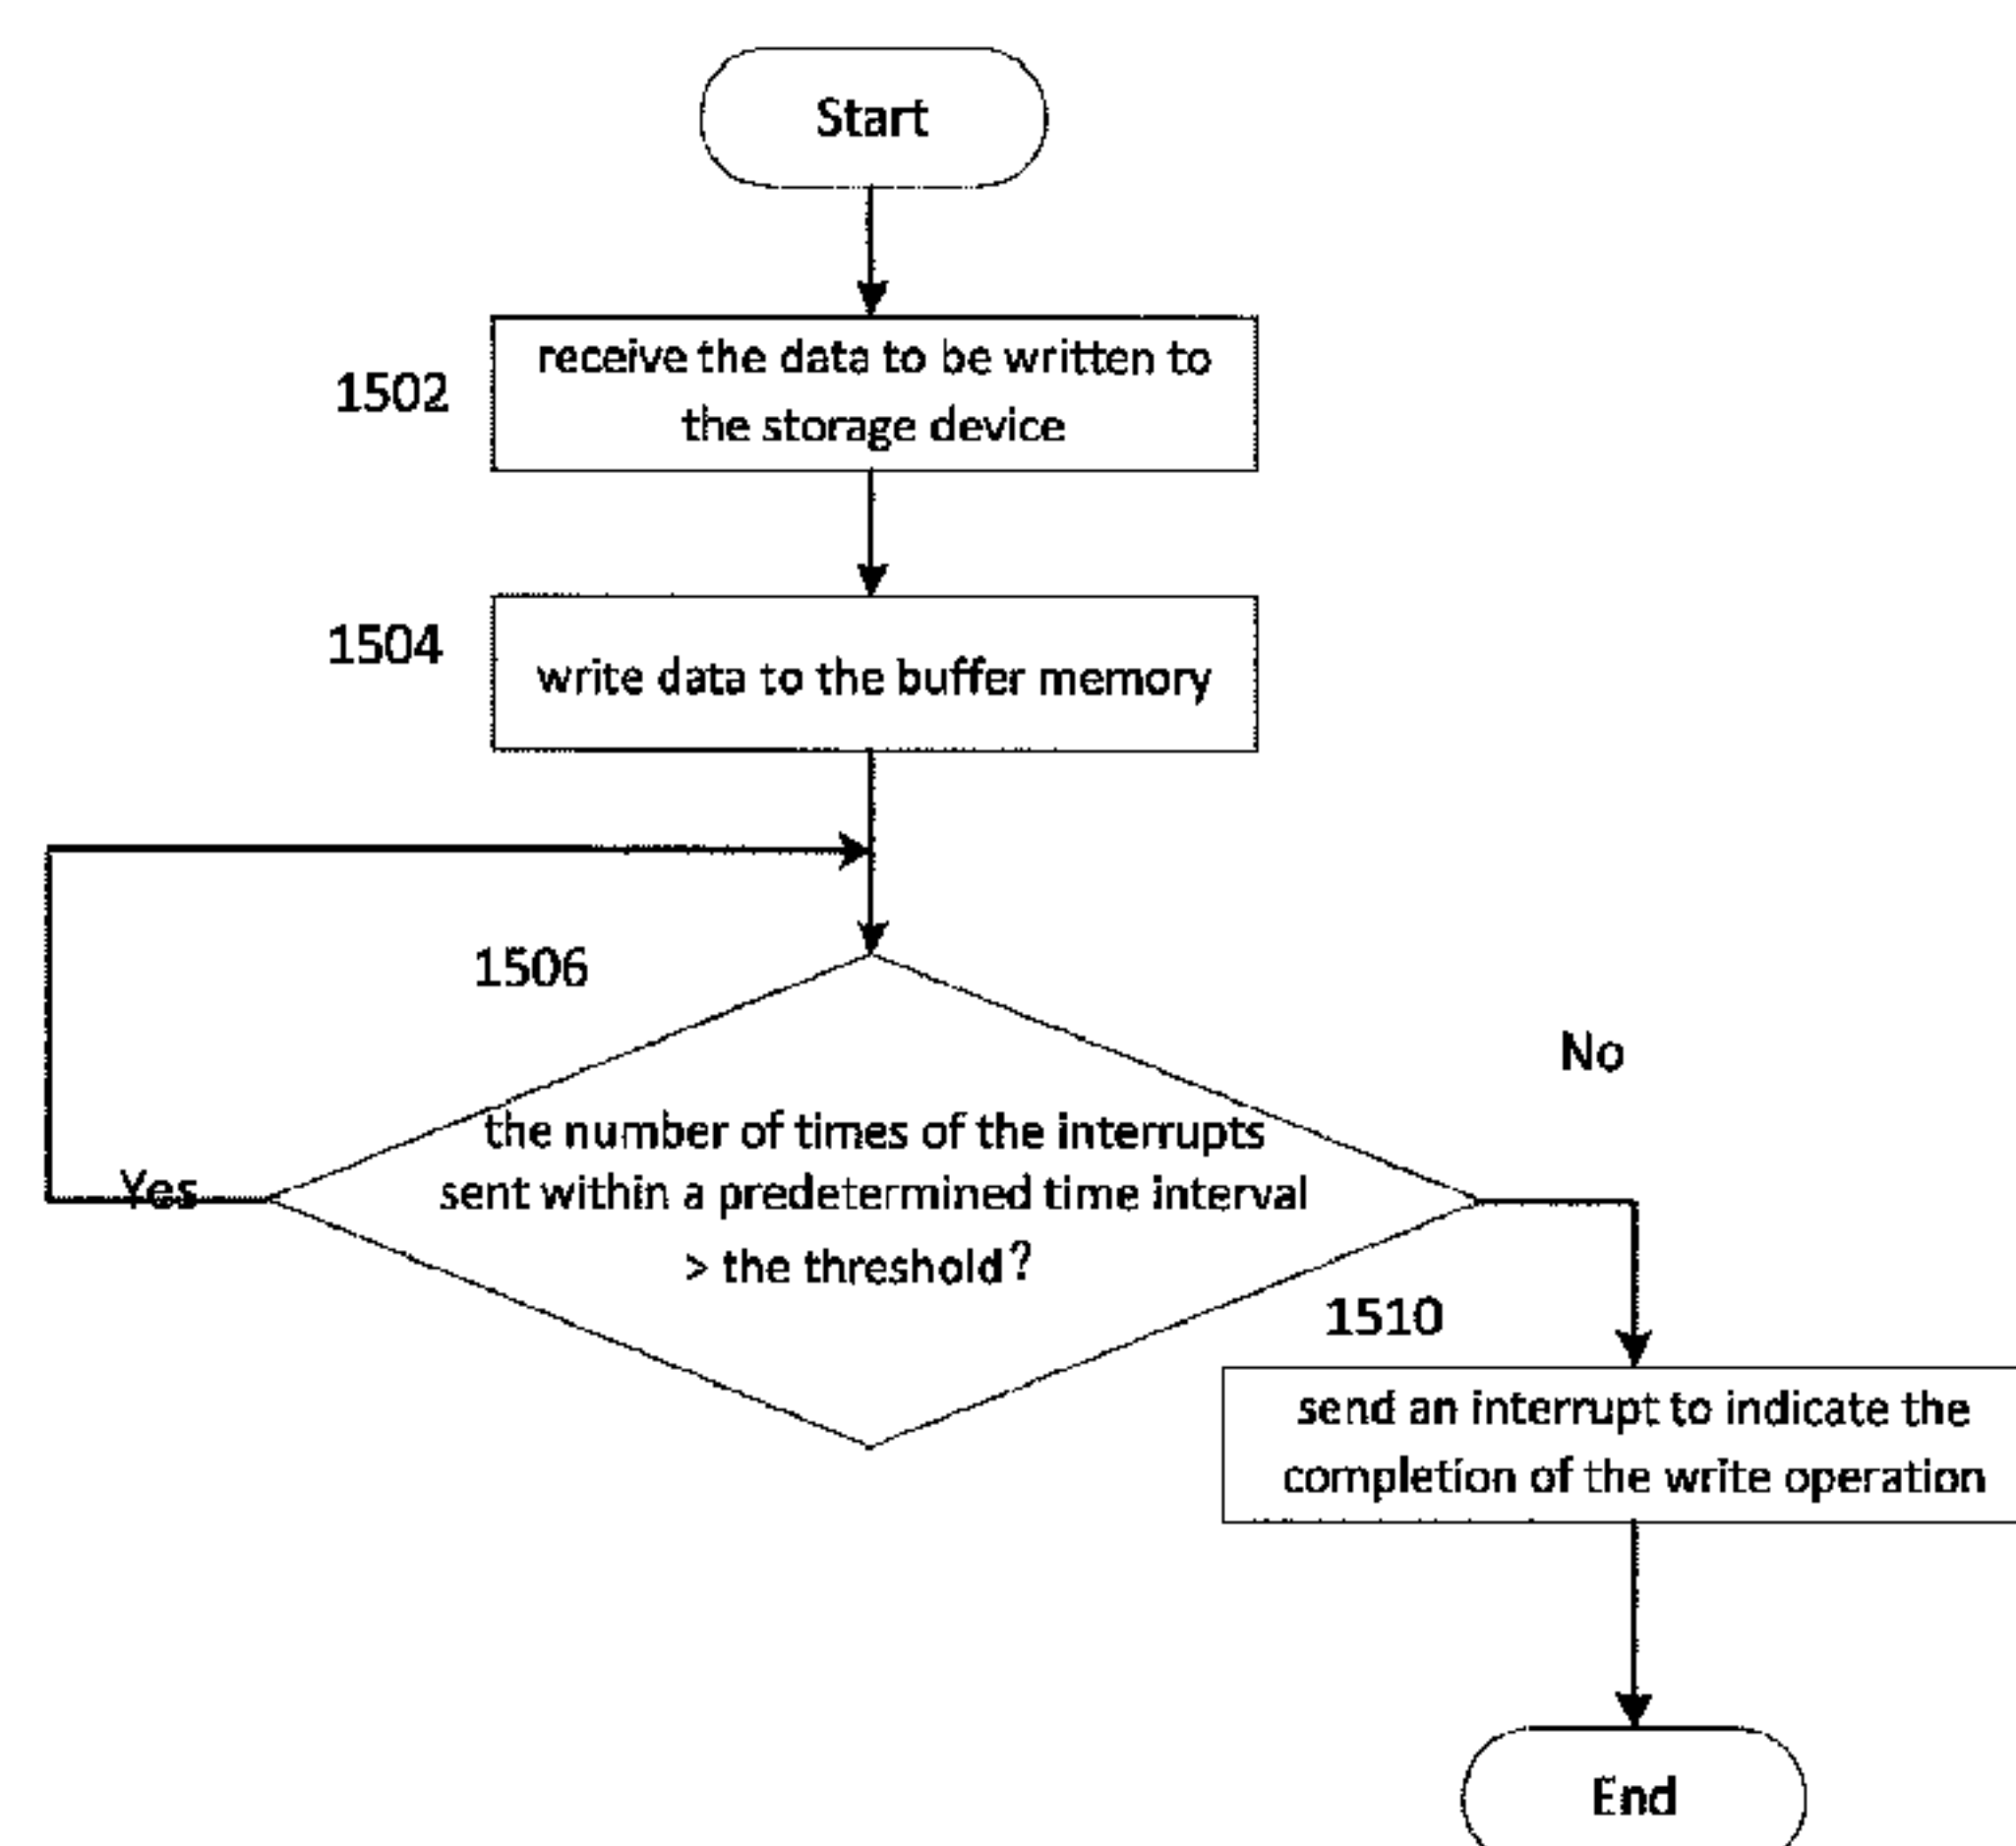 Start
1502
receive the data to be written to
the storage device
1504
write data to the buffer memory
1506
No
the number of times of the interrupts
Yes
sent within a predetermined time interval
> the threshold?
1510
send an interrupt to indicate the
completion of the write operation
End